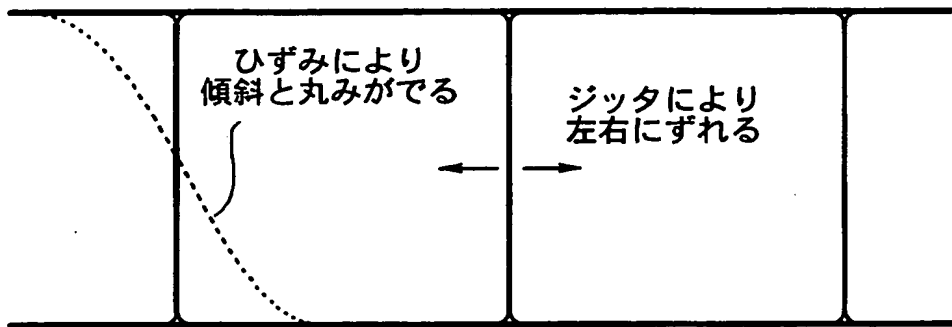 ひずみにより
傾斜と丸みがでる
ジッタにより
左右にずれる